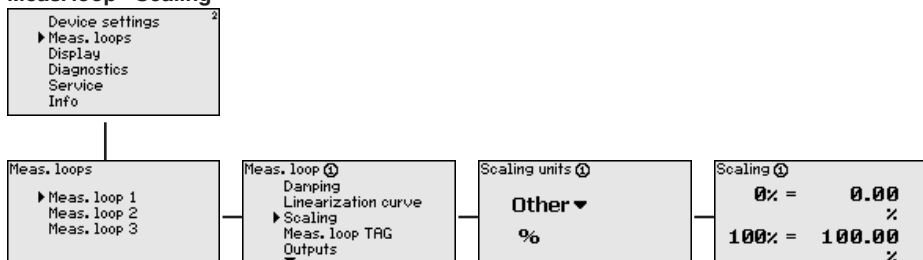 Meas. loop - Scaling
Device settings
2
Meas. loops
Display
Diagnostics
Service
Info
Meas. loops
Meas. loop 1
Meas. loop 2
Meas. loop 3
Meas. loop ①
Damping
Linearization curve
Scaling
Meas. loop TAG
Outputs
Scaling units ①
Other
%
Scaling ①
0% = 0.00
%
100% = 100.00
%